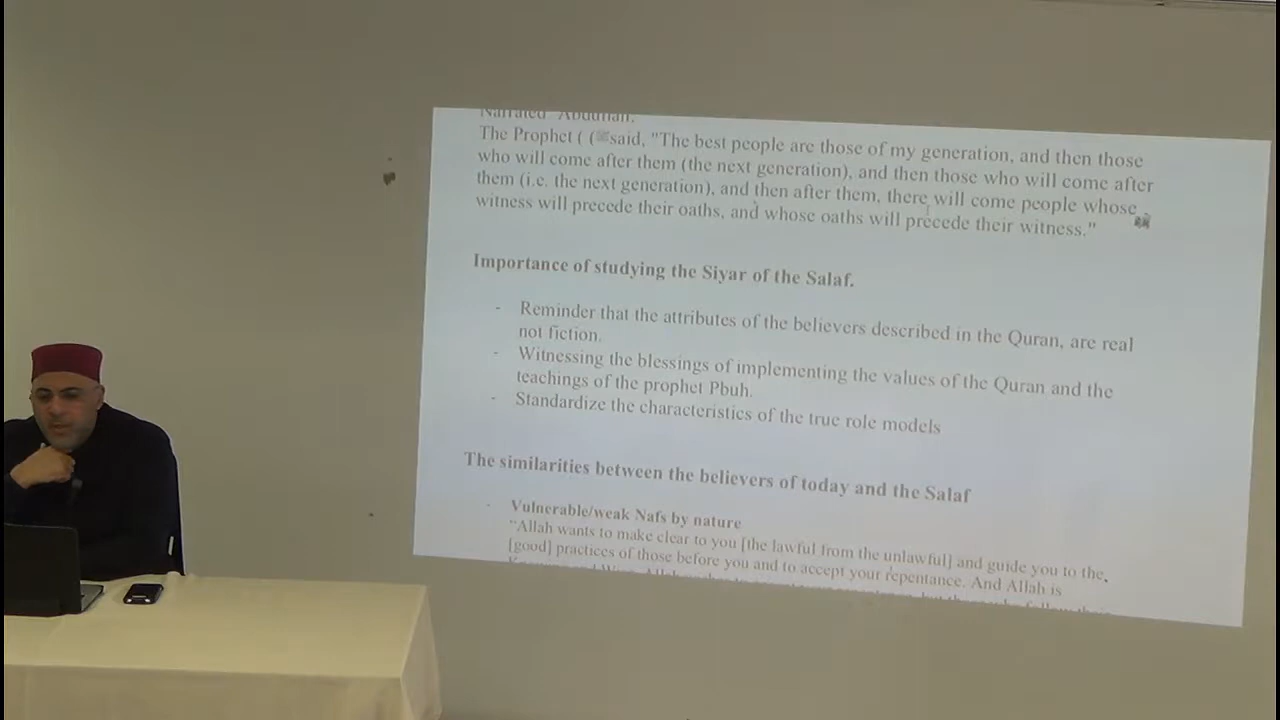 Narrated Abdullah:
The Prophet ( (ﷺsaid, "The best people are those of my generation, and then those
who will come after them (the next generation), and then those who will come after
them (i.e. the next generation), and then after them, there will come people whose
witness will precede their oaths, and whose oaths will precede their witness."
Importance of studying the Siyar of the Salaf.
- Reminder that the attributes of the believers described in the Quran, are real
not fiction.
- Witnessing the blessings of implementing the values of the Quran and the
teachings of the prophet Pbuh.
- Standardize the characteristics of the true role models
The similarities between the believers of today and the Salaf
- Vulnerable/weak Nafs by nature
"Allah wants to make clear to you [the lawful from the unlawful] and guide you to the
[good] practices of those before you and to accept your repentance. And Allah is